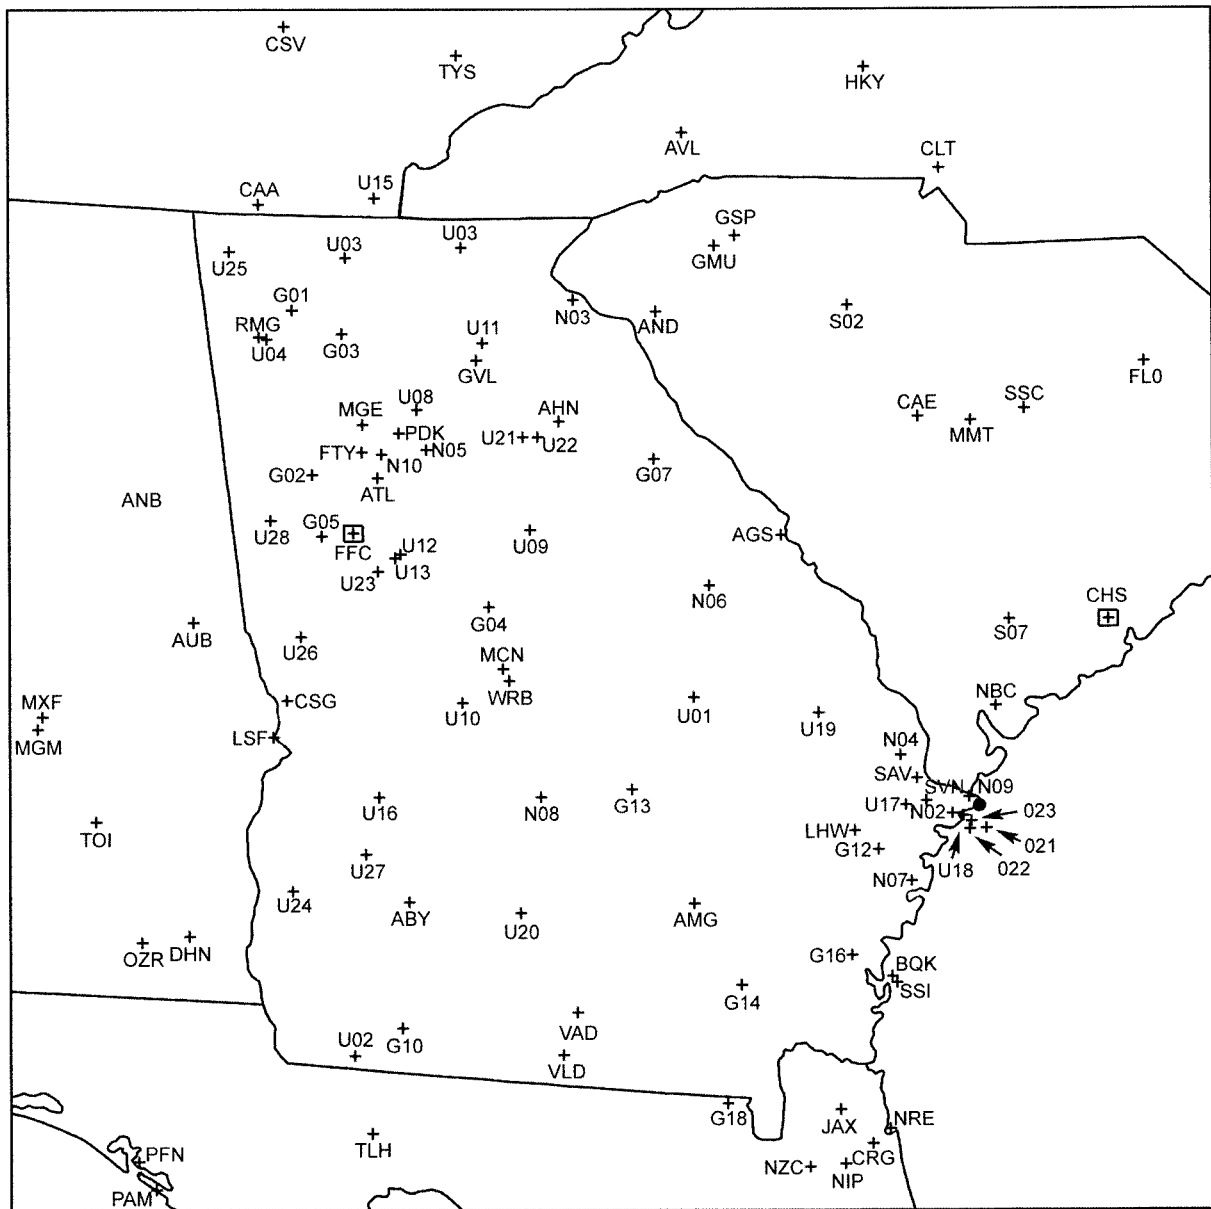 CSV
TYS
HKY
AVL
CLT
CAA
U15
U25
U03
U03
GSP
GMU
G01
N03
AND
S02
RMG
U04
G03
U11
GVL
FL0
MGE
U08
AHN
CAE
MMT
SSC
PDK
U21
U22
FTY
N10
N05
G02
ATL
G07
ANB
U28
G05
FFC
U12
U13
U23
U09
AGS
N06
CHS
AUB
U26
G04
S07
MCN
WRB
MXF
MGM
CSG
U10
U01
U19
NBC
LSF
N04
SAV
SVN
N09
U16
N08
G13
U17
N02
023
TOI
LHW
G12
021
U18
022
U27
U24
ABY
U20
AMG
N07
OZR
DHN
G16
BQK
SSI
G14
VAD
U02
G10
VLD
G18
JAX
NRE
TLH
CRG
NZC
NIP
PFN
PAM